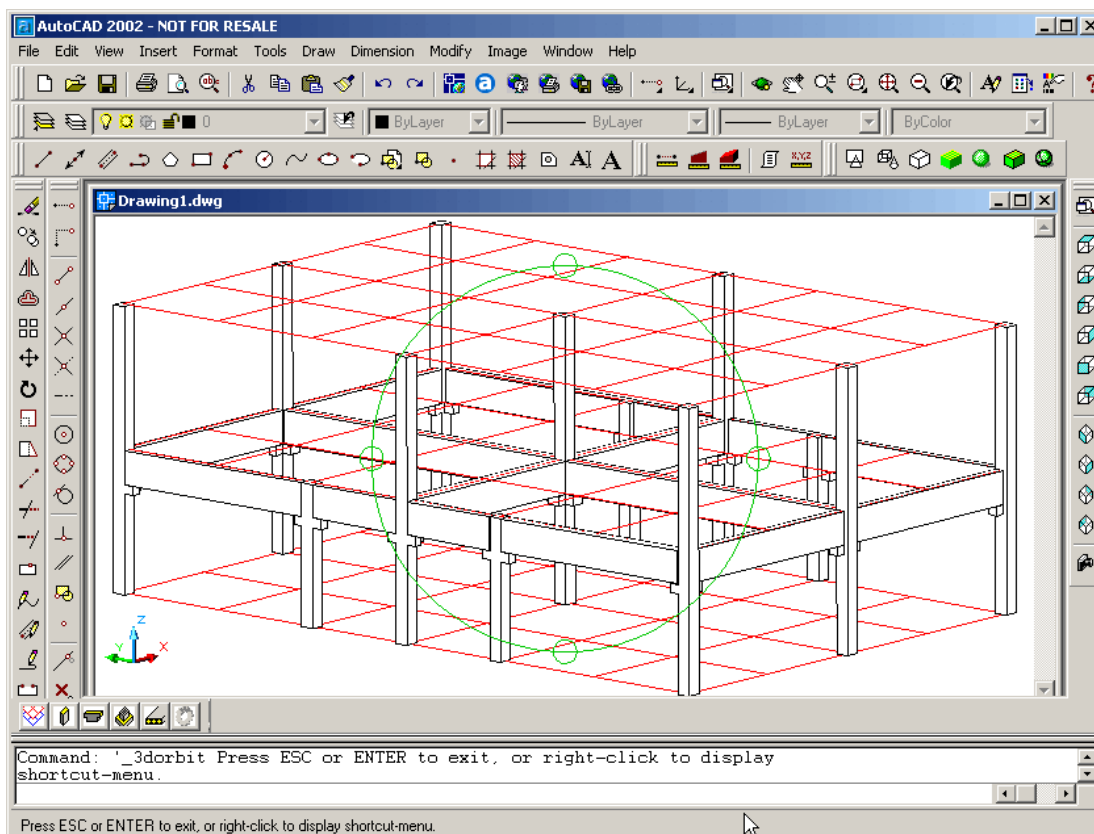 AutoCAD 2002 - NOT FOR RESALE
File Edit View Insert Format Tools Draw Dimension Modify Image Window Help
0 ByLayer ByLayer ByLayer ByColor
A A X,Y,Z
Drawing1.dwg
Z
Y X
Command: '_3dorbit Press ESC or ENTER to exit, or right-click to display
shortcut-menu.
Press ESC or ENTER to exit, or right-click to display shortcut-menu.